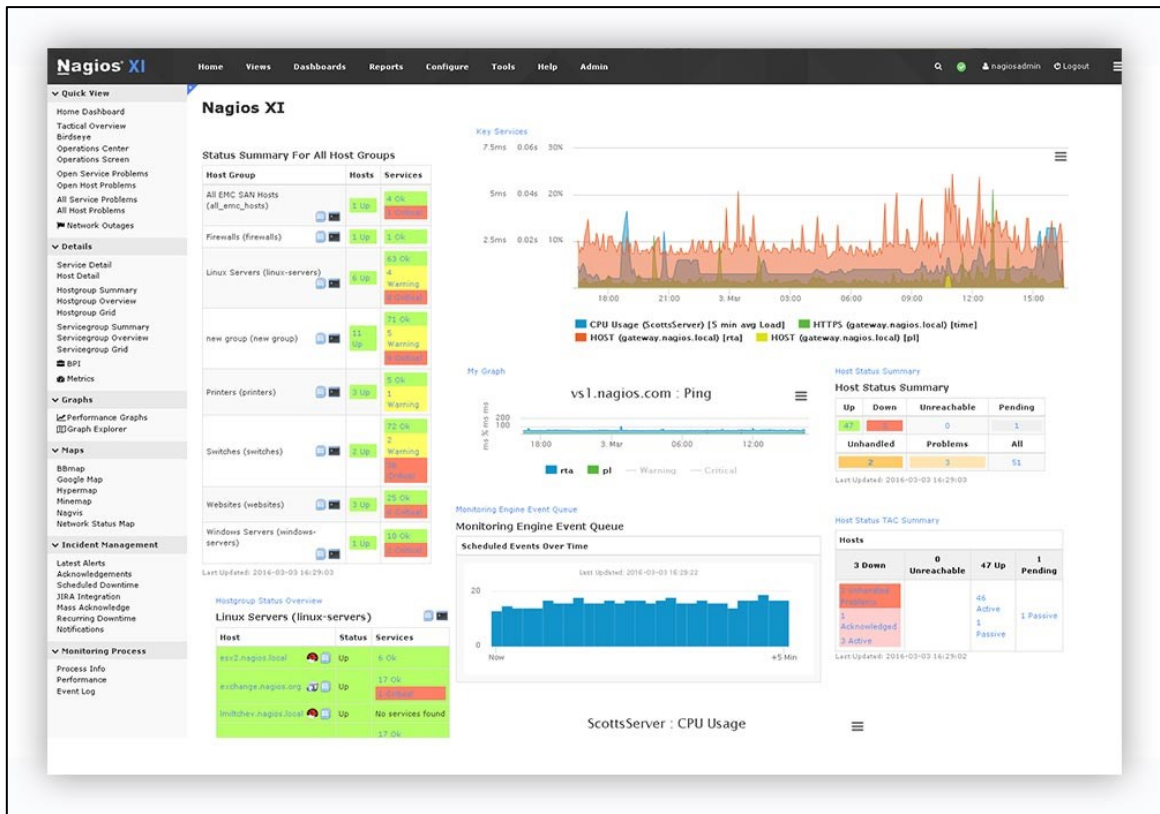 Nagios XI
Home Views Dashboards Reports Configure Tools Help Admin
nagiosadmin Logout
Quick View
Home Dashboard
Tactical Overview
Birdseye
Operations Center
Operations Screen
Open Service Problems
Open Host Problems
All Service Problems
All Host Problems
Network Outages
Details
Service Detail
Host Detail
Hostgroup Summary
Hostgroup Overview
Hostgroup Grid
Servicegroup Summary
Servicegroup Overview
Servicegroup Grid
BPI
Metrics
Graphs
Performance Graphs
Graph Explorer
Maps
BBmap
Google Map
Hypermap
Minemap
Nagvis
Network Status Map
Incident Management
Latest Alerts
Acknowledgements
Scheduled Downtime
JIRA Integration
Mass Acknowledge
Recurring Downtime
Notifications
Monitoring Process
Process Info
Performance
Event Log
Nagios XI
Status Summary For All Host Groups
Host Group Hosts Services
All EMC SAN Hosts
(all_emc_hosts)
1 Up
4 Ok
Critical
Firewalls (firewalls) 1 Up 1 Ok
Linux Servers (linux-servers)
6 Up
63 Ok
4
Warning
Critical
new group (new group)
11
Up
71 Ok
5
Warning
Critical
Printers (printers)
3 Up
5 Ok
1
Warning
Switches (switches)
2 Up
72 Ok
2
Warning
Critical
Websites (websites)
3 Up
25 Ok
Critical
Windows Servers (windows-
servers)
1 Up
10 Ok
Critical
Last Updated: 2016-03-03 16:29:03
Hostgroup Status Overview
Linux Servers (linux-servers)
Host Status Services
esx2.nagios.local Up 6 Ok
exchange.nagios.org Up
17 Ok
1 Critical
lmiltchev.nagios.local Up No services found
17 Ok
Key Services
7.5ms 0.06s 30%
5ms 0.04s 20%
2.5ms 0.02s 10%
18:00 21:00 3. Mar 03:00 06:00 09:00 12:00 15:00
CPU Usage (ScottsServer) [5 min avg Load] HTTPS (gateway.nagios.local) [time]
HOST (gateway.nagios.local) [rta] HOST (gateway.nagios.local) [pl]
My Graph
vs1.nagios.com : Ping
ms % ms ms
200
100
18:00 3. Mar 06:00 12:00
rta pl Warning Critical
Monitoring Engine Event Queue
Monitoring Engine Event Queue
Scheduled Events Over Time
Last Updated: 2016-03-03 16:29:22
20
0
Now +5 Min
ScottsServer : CPU Usage
Host Status Summary
Host Status Summary
Up Down Unreachable Pending
47 0 1
Unhandled Problems All
2 3 51
Last Updated: 2016-03-03 16:29:03
Host Status TAC Summary
Hosts
3 Down
0
Unreachable
47 Up
1
Pending
Unhandled
Problems
1
Acknowledged
3 Active
46
Active
1
Passive
1 Passive
Last Updated: 2016-03-03 16:29:02